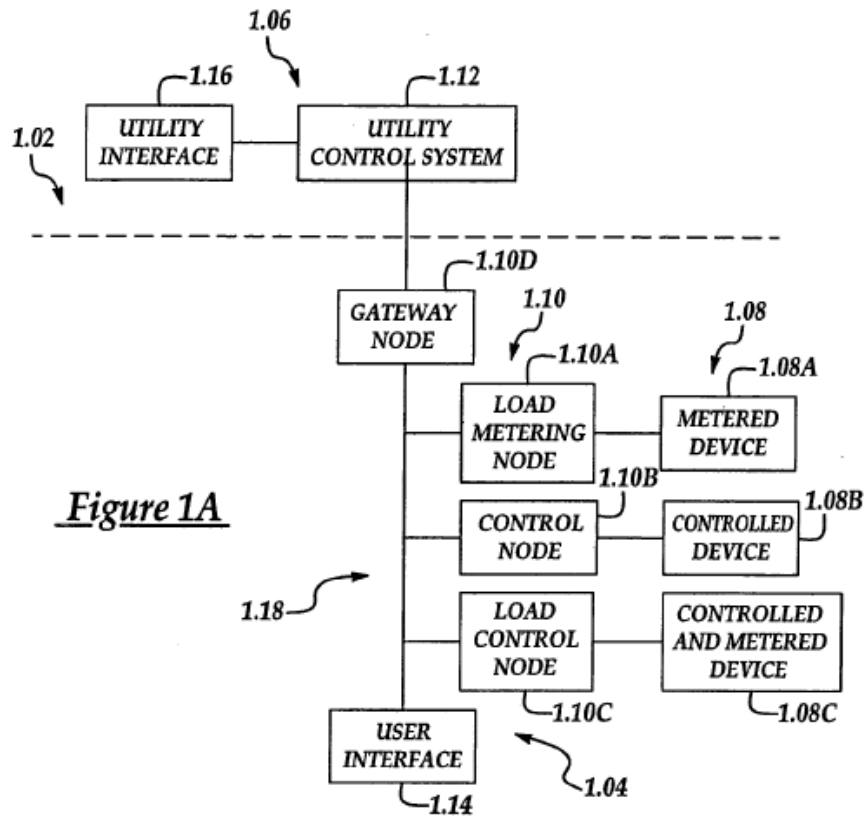 1.06
1.16
1.12
UTILITY
INTERFACE
UTILITY
CONTROL SYSTEM
1.02
1.10D
GATEWAY
NODE
1.10
1.08
1.10A
1.08A
LOAD
METERING
NODE
METERED
DEVICE
Figure 1A
1.10B
1.08B
CONTROL
NODE
CONTROLLED
DEVICE
1.18
LOAD
CONTROL
NODE
CONTROLLED
AND METERED
DEVICE
1.10C
1.08C
USER
INTERFACE
1.04
1.14